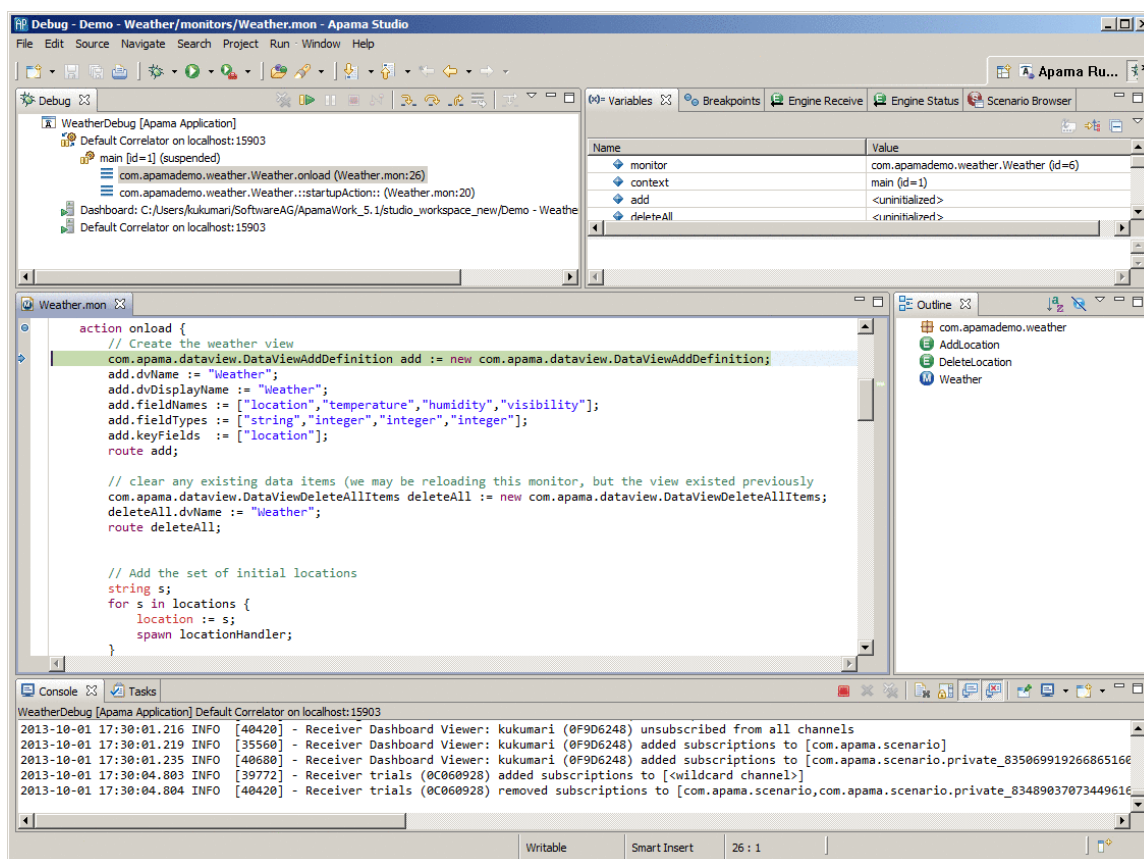 Debug - Demo - Weather/monitors/Weather.mon - Apama Studio
File Edit Source Navigate Search Project Run Window Help
Apama Ru...
Debug
WeatherDebug [Apama Application]
Default Correlator on localhost:15903
main [id=1] (suspended)
com.apamademo.weather.Weather.onload (Weather.mon:26)
com.apamademo.weather.Weather.::startupAction:: (Weather.mon:20)
Dashboard: C:/Users/kukumari/SoftwareAG/ApamaWork_5.1/studio_workspace_new/Demo - Weathe
Default Correlator on localhost:15903
(x)= Variables Breakpoints Engine Receive Engine Status Scenario Browser
Name Value
monitor com.apamademo.weather.Weather (id=6)
context main (id=1)
add <uninitialized>
deleteAll <uninitialized>
Weather.mon
action onload {
// Create the weather view
com.apama.dataview.DataViewAddDefinition add := new com.apama.dataview.DataViewAddDefinition;
add.dvName := "Weather";
add.dvDisplayName := "Weather";
add.fieldNames := ["location","temperature","humidity","visibility"];
add.fieldTypes := ["string","integer","integer","integer"];
add.keyFields  := ["location"];
route add;
// clear any existing data items (we may be reloading this monitor, but the view existed previously
com.apama.dataview.DataViewDeleteAllItems deleteAll := new com.apama.dataview.DataViewDeleteAllItems;
deleteAll.dvName := "Weather";
route deleteAll;
// Add the set of initial locations
string s;
for s in locations {
location := s;
spawn locationHandler;
}
Outline
com.apamademo.weather
AddLocation
DeleteLocation
Weather
Console Tasks
WeatherDebug [Apama Application] Default Correlator on localhost:15903
2013-10-01 17:30:01.216 INFO  [40420] - Receiver Dashboard Viewer: kukumari (0F9D6248) unsubscribed from all channels
2013-10-01 17:30:01.219 INFO  [35560] - Receiver Dashboard Viewer: kukumari (0F9D6248) added subscriptions to [com.apama.scenario]
2013-10-01 17:30:01.235 INFO  [40680] - Receiver Dashboard Viewer: kukumari (0F9D6248) added subscriptions to [com.apama.scenario.private_835069919266865160
2013-10-01 17:30:04.803 INFO  [39772] - Receiver trials (0C060928) added subscriptions to [<wildcard channel>]
2013-10-01 17:30:04.804 INFO  [40420] - Receiver trials (0C060928) removed subscriptions to [com.apama.scenario,com.apama.scenario.private_83489037073449616
Writable Smart Insert 26 : 1